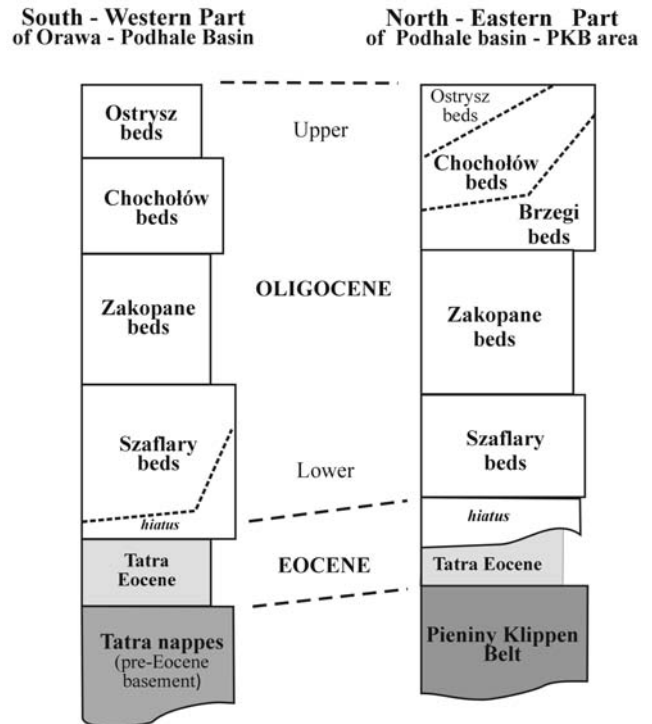 South - Western Part
of Orawa - Podhale Basin
Ostrysz
beds
Chochołów
beds
Zakopane
beds
Szaflary
beds
hiatus
Tatra
Eocene
Tatra nappes
(pre-Eocene
basement)
Upper
OLIGOCENE
Lower
EOCENE
North - Eastern Part
of Podhale basin - PKB area
Ostrysz
beds
Chochołów
beds
Brzegi
beds
Zakopane
beds
Szaflary
beds
hiatus
Tatra Eocene
Pieniny Klippen
Belt